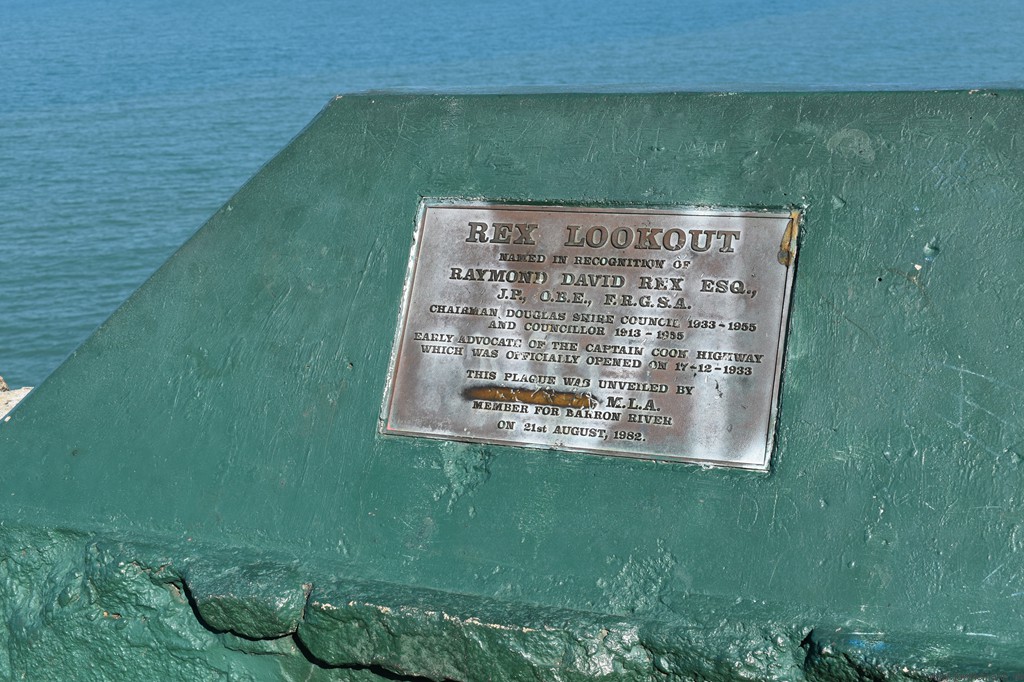 REX LOOKOUT
NAMED IN RECOGNITION OF
RAYMOND DAVID REX ESQ.,
J.P., O.B.E., F.R.G.S.A.
CHAIRMAN DOUGLAS SHIRE COUNCIL 1933-1955
AND COUNCILLOR 1913-1955
EARLY ADVOCATE OF THE CAPTAIN COOK HIGHWAY
WHICH WAS OFFICIALLY OPENED ON 17-12-1933
THIS PLAQUE WAS UNVEILED BY
M.L.A.
MEMBER FOR BARRON RIVER
ON 21st AUGUST, 1982.